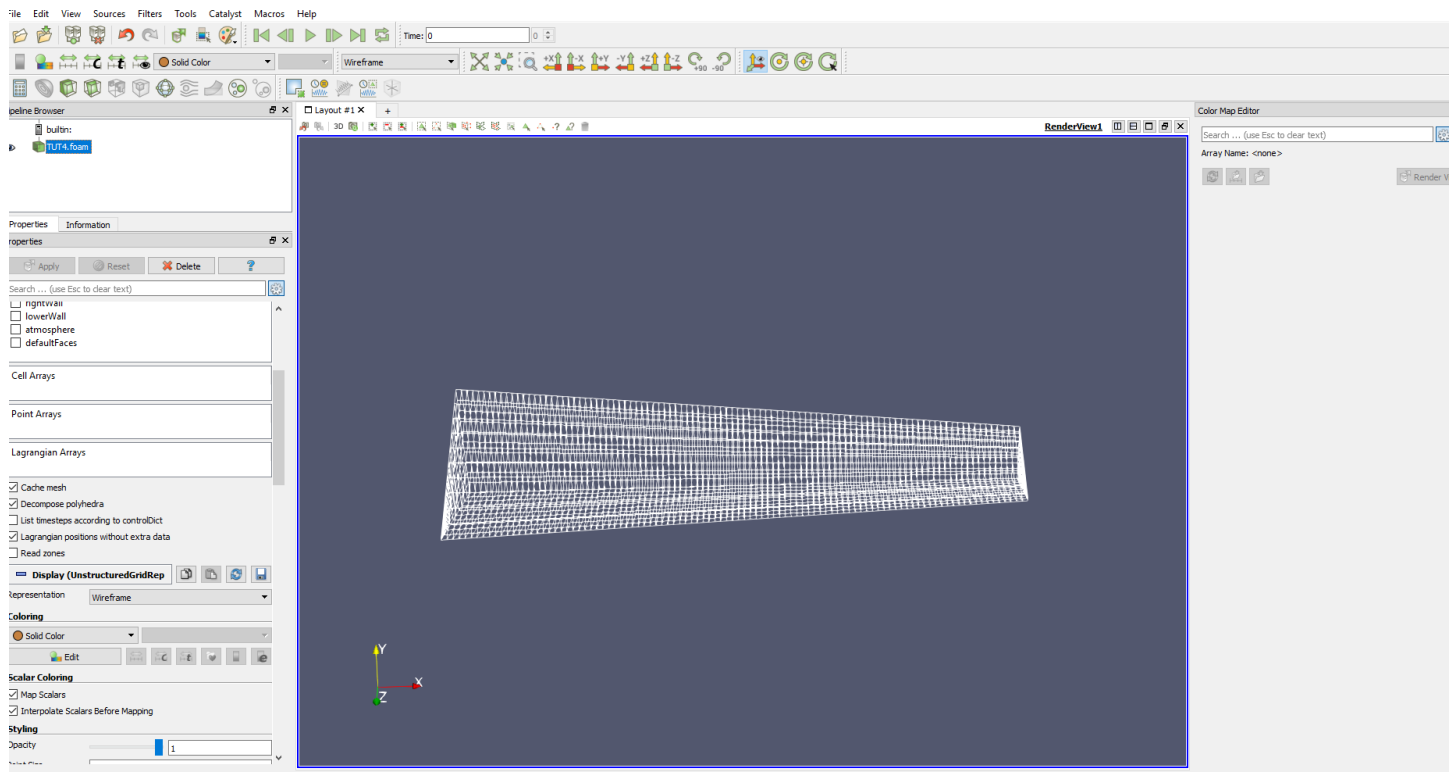 File Edit View Sources Filters Tools Catalyst Macros Help
Time: 0 0
Solid Color Wireframe +X -X +Y -Y +Z -Z +90 -90
Pipeline Browser
builtin:
TUT4.foam
Properties Information
Properties
Apply Reset Delete ?
Search ... (use Esc to clear text)
rightWall
lowerWall
atmosphere
defaultFaces
Cell Arrays
Point Arrays
Lagrangian Arrays
Cache mesh
Decompose polyhedra
List timesteps according to controlDict
Lagrangian positions without extra data
Read zones
Display (UnstructuredGridRep
Representation Wireframe
Coloring
Solid Color
Edit
Scalar Coloring
Map Scalars
Interpolate Scalars Before Mapping
Styling
Opacity 1
Layout #1 +
3D RenderView1
Y
X
Z
Color Map Editor
Search ... (use Esc to clear text)
Array Name: <none>
Render V